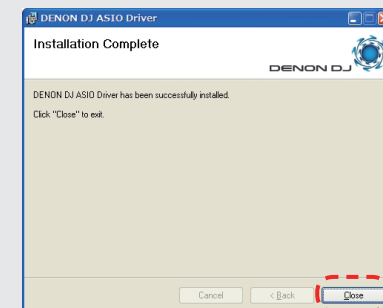 DENON DJ ASIO Driver
Installation Complete
DENON DJ
DENON DJ ASIO Driver has been successfully installed.
Click "Close" to exit.
Cancel
< Back
Close